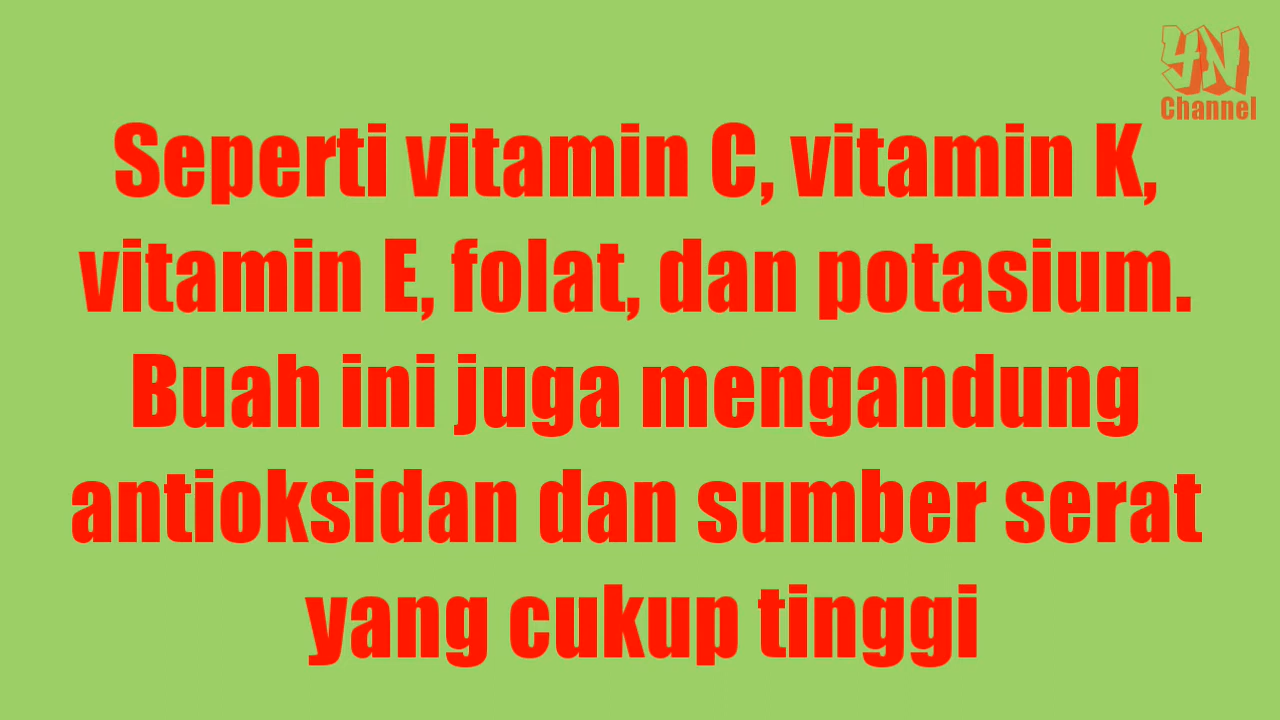 YN
Channel
Seperti vitamin C, vitamin K,
vitamin E, folat, dan potasium.
Buah ini juga mengandung
antioksidan dan sumber serat
yang cukup tinggi